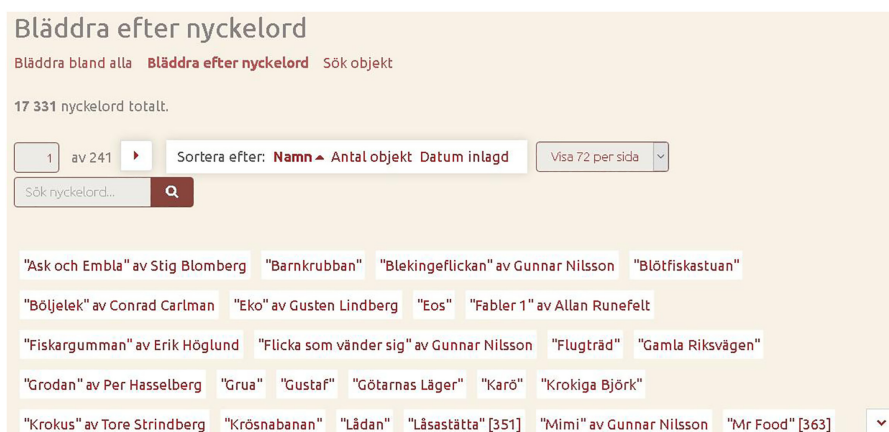 Bläddra efter nyckelord
Bläddra bland alla Bläddra efter nyckelord Sök objekt
17 331 nyckelord totalt.
1 av 241 Sortera efter: Namn Antal objekt Datum inlagd Visa 72 per sida
Sök nyckelord...
"Ask och Embla" av Stig Blomberg "Barnkrubban" "Blekingeflickan" av Gunnar Nilsson "Blötfiskastuan"
"Böljelek" av Conrad Carlman "Eko" av Gusten Lindberg "Eos" "Fabler 1" av Allan Runefelt
"Fiskargumman" av Erik Höglund "Flicka som vänder sig" av Gunnar Nilsson "Flugträd" "Gamla Riksvägen"
"Grodan" av Per Hasselberg "Grua" "Gustaf" "Götarnas Läger" "Karö" "Krokiga Björk"
"Krokus" av Tore Strindberg "Krösnabanan" "Lådan" "Låsastätta" [351] "Mimi" av Gunnar Nilsson "Mr Food" [363]